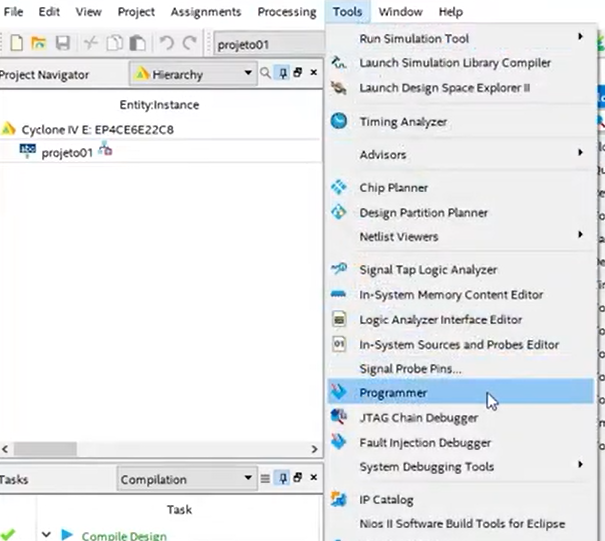 File Edit View Project Assignments Processing Tools Window Help
projeto01
Project Navigator Hierarchy
Entity:Instance
Cyclone IV E: EP4CE6E22C8
abc projeto01
Tasks Compilation
Task
Compile Design
Run Simulation Tool
Launch Simulation Library Compiler
Launch Design Space Explorer II
Timing Analyzer
Advisors
Chip Planner
Design Partition Planner
Netlist Viewers
Signal Tap Logic Analyzer
In-System Memory Content Editor
Logic Analyzer Interface Editor
In-System Sources and Probes Editor
Signal Probe Pins...
Programmer
JTAG Chain Debugger
Fault Injection Debugger
System Debugging Tools
IP Catalog
Nios II Software Build Tools for Eclipse